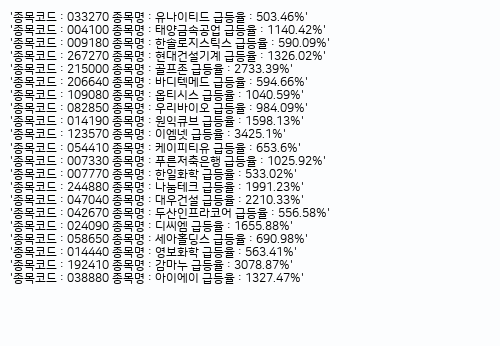 '종목코드 : 033270 종목명 : 유나이티드 급등율 : 503.46%'
'종목코드 : 004100 종목명 : 태양금속공업 급등율 : 1140.42%'
'종목코드 : 009180 종목명 : 한솔로지스틱스 급등율 : 590.09%'
'종목코드 : 267270 종목명 : 현대건설기계 급등율 : 1326.02%'
'종목코드 : 215000 종목명 : 골프존 급등율 : 2733.39%'
'종목코드 : 206640 종목명 : 바디텍메드 급등율 : 594.66%'
'종목코드 : 109080 종목명 : 옵티시스 급등율 : 1040.59%'
'종목코드 : 082850 종목명 : 우리바이오 급등율 : 984.09%'
'종목코드 : 014190 종목명 : 원익큐브 급등율 : 1598.13%'
'종목코드 : 123570 종목명 : 이엠넷 급등율 : 3425.1%'
'종목코드 : 054410 종목명 : 케이피티유 급등율 : 653.6%'
'종목코드 : 007330 종목명 : 푸른저축은행 급등율 : 1025.92%'
'종목코드 : 007770 종목명 : 한일화학 급등율 : 533.02%'
'종목코드 : 244880 종목명 : 나눔테크 급등율 : 1991.23%'
'종목코드 : 047040 종목명 : 대우건설 급등율 : 2210.33%'
'종목코드 : 042670 종목명 : 두산인프라코어 급등율 : 556.58%'
'종목코드 : 024090 종목명 : 디씨엠 급등율 : 1655.88%'
'종목코드 : 058650 종목명 : 세아홀딩스 급등율 : 690.98%'
'종목코드 : 014440 종목명 : 영보화학 급등율 : 563.41%'
'종목코드 : 192410 종목명 : 감마누 급등율 : 3078.87%'
'종목코드 : 038880 종목명 : 아이에이 급등율 : 1327.47%'